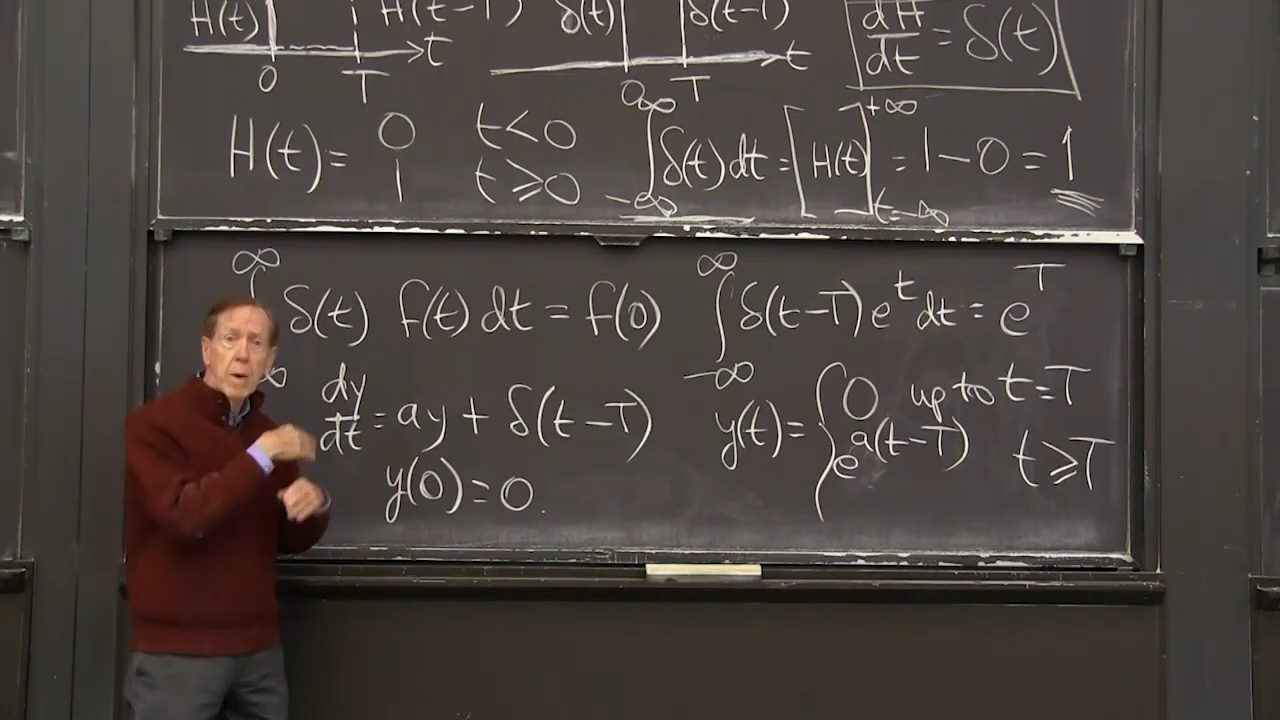 H(t) H(t-T) δ(t) δ(t-T) dH/dt = δ(t)
t t
0 T 0 T
H(t) = 0 t<0
1 t≥0
∫_{-∞}^{∞} δ(t)dt = [H(t)]_{t=-∞}^{+∞} = 1-0 = 1
∫_{-∞}^{∞} δ(t) f(t) dt = f(0)
∫_{-∞}^{∞} δ(t-T)e^t dt = e^T
dy/dt = ay + δ(t-T)
y(0) = 0.
y(t) = { 0 up to t=T
e^{a(t-T)} t≥T